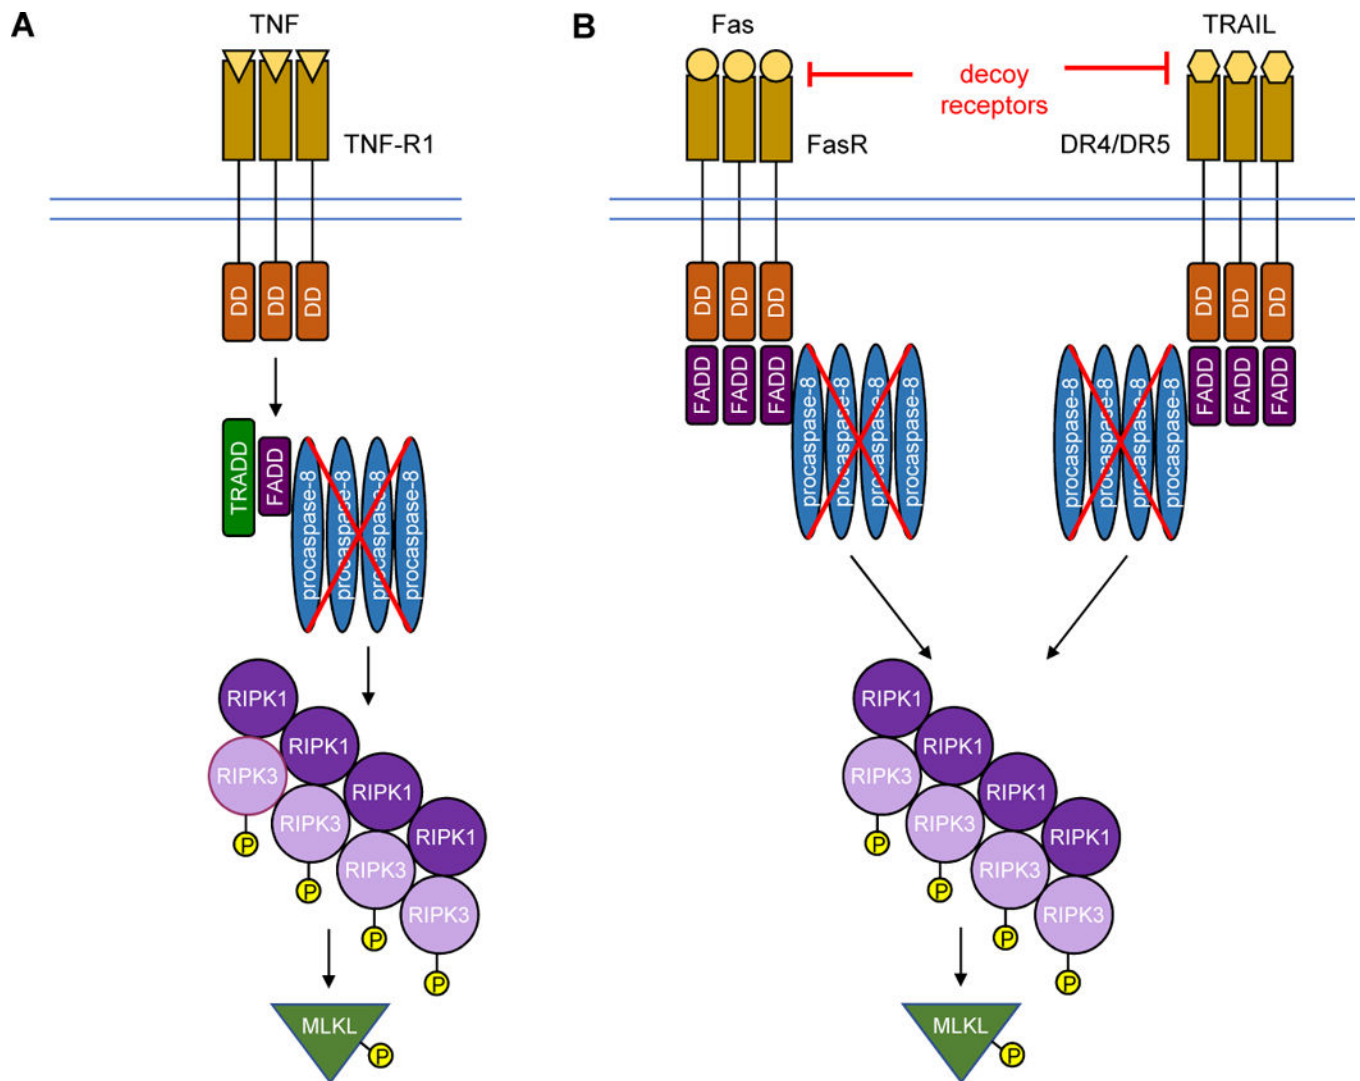 A
TNF
TNF-R1
DD
DD
DD
TRADD
FADD
procaspase-8
procaspase-8
procaspase-8
procaspase-8
RIPK1
RIPK1
RIPK1
RIPK1
RIPK3
RIPK3
RIPK3
RIPK3
P
P
P
P
MLKL
P
B
Fas
TRAIL
decoy
receptors
FasR
DR4/DR5
DD
DD
DD
DD
DD
DD
FADD
FADD
FADD
FADD
FADD
FADD
procaspase-8
procaspase-8
procaspase-8
procaspase-8
procaspase-8
procaspase-8
procaspase-8
procaspase-8
RIPK1
RIPK1
RIPK1
RIPK1
RIPK3
RIPK3
RIPK3
RIPK3
P
P
P
P
MLKL
P